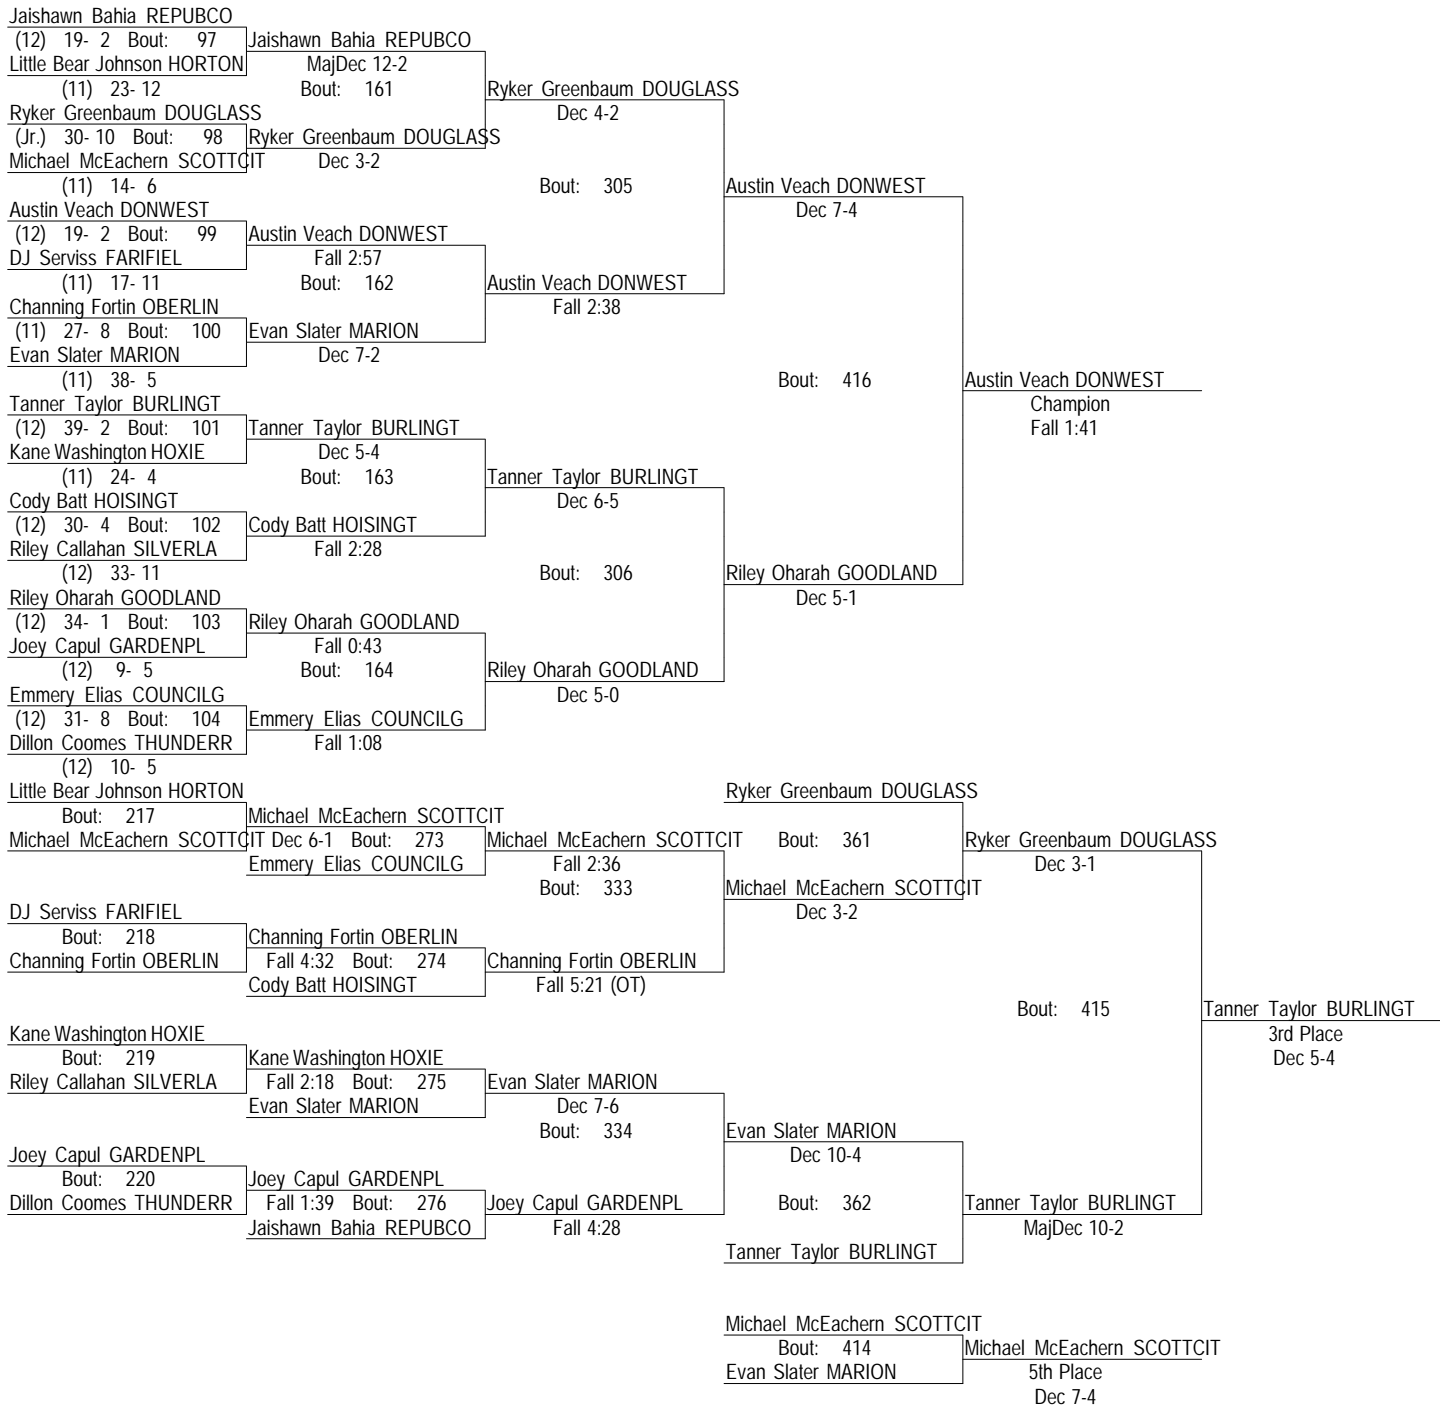 Jaishawn Bahia REPUBCO
(12) 19- 2 Bout: 97 Jaishawn Bahia REPUBCO
Little Bear Johnson HORTON MajDec 12-2
(11) 23- 12 Bout: 161 Ryker Greenbaum DOUGLASS
Ryker Greenbaum DOUGLASS Dec 4-2
(Jr.) 30- 10 Bout: 98 Ryker Greenbaum DOUGLASS
Michael McEachern SCOTTCIT Dec 3-2
(11) 14- 6 Bout: 305 Austin Veach DONWEST
Austin Veach DONWEST Dec 7-4
(12) 19- 2 Bout: 99 Austin Veach DONWEST
DJ Serviss FARIFIEL Fall 2:57
(11) 17- 11 Bout: 162 Austin Veach DONWEST
Channing Fortin OBERLIN Fall 2:38
(11) 27- 8 Bout: 100 Evan Slater MARION
Evan Slater MARION Dec 7-2
(11) 38- 5 Bout: 416 Austin Veach DONWEST
Tanner Taylor BURLINGT Champion
(12) 39- 2 Bout: 101 Tanner Taylor BURLINGT Fall 1:41
Kane Washington HOXIE Dec 5-4
(11) 24- 4 Bout: 163 Tanner Taylor BURLINGT
Cody Batt HOISINGT Dec 6-5
(12) 30- 4 Bout: 102 Cody Batt HOISINGT
Riley Callahan SILVERLA Fall 2:28
(12) 33- 11 Bout: 306 Riley Oharah GOODLAND
Riley Oharah GOODLAND Dec 5-1
(12) 34- 1 Bout: 103 Riley Oharah GOODLAND
Joey Capul GARDENPL Fall 0:43
(12) 9- 5 Bout: 164 Riley Oharah GOODLAND
Emmery Elias COUNCILG Dec 5-0
(12) 31- 8 Bout: 104 Emmery Elias COUNCILG
Dillon Coomes THUNDERR Fall 1:08
(12) 10- 5
Little Bear Johnson HORTON Ryker Greenbaum DOUGLASS
Bout: 217 Michael McEachern SCOTTCIT
Michael McEachern SCOTTCIT Dec 6-1 Bout: 273 Michael McEachern SCOTTCIT Bout: 361 Ryker Greenbaum DOUGLASS
Emmery Elias COUNCILG Fall 2:36 Dec 3-1
Bout: 333 Michael McEachern SCOTTCIT
DJ Serviss FARIFIEL Dec 3-2
Bout: 218 Channing Fortin OBERLIN
Channing Fortin OBERLIN Fall 4:32 Bout: 274 Channing Fortin OBERLIN
Cody Batt HOISINGT Fall 5:21 (OT)
Bout: 415 Tanner Taylor BURLINGT
Kane Washington HOXIE 3rd Place
Bout: 219 Kane Washington HOXIE Dec 5-4
Riley Callahan SILVERLA Fall 2:18 Bout: 275 Evan Slater MARION
Evan Slater MARION Dec 7-6
Bout: 334 Evan Slater MARION
Joey Capul GARDENPL Dec 10-4
Bout: 220 Joey Capul GARDENPL
Dillon Coomes THUNDERR Fall 1:39 Bout: 276 Joey Capul GARDENPL Bout: 362 Tanner Taylor BURLINGT
Jaishawn Bahia REPUBCO Fall 4:28 MajDec 10-2
Tanner Taylor BURLINGT
Michael McEachern SCOTTCIT
Bout: 414 Michael McEachern SCOTTCIT
Evan Slater MARION 5th Place
Dec 7-4